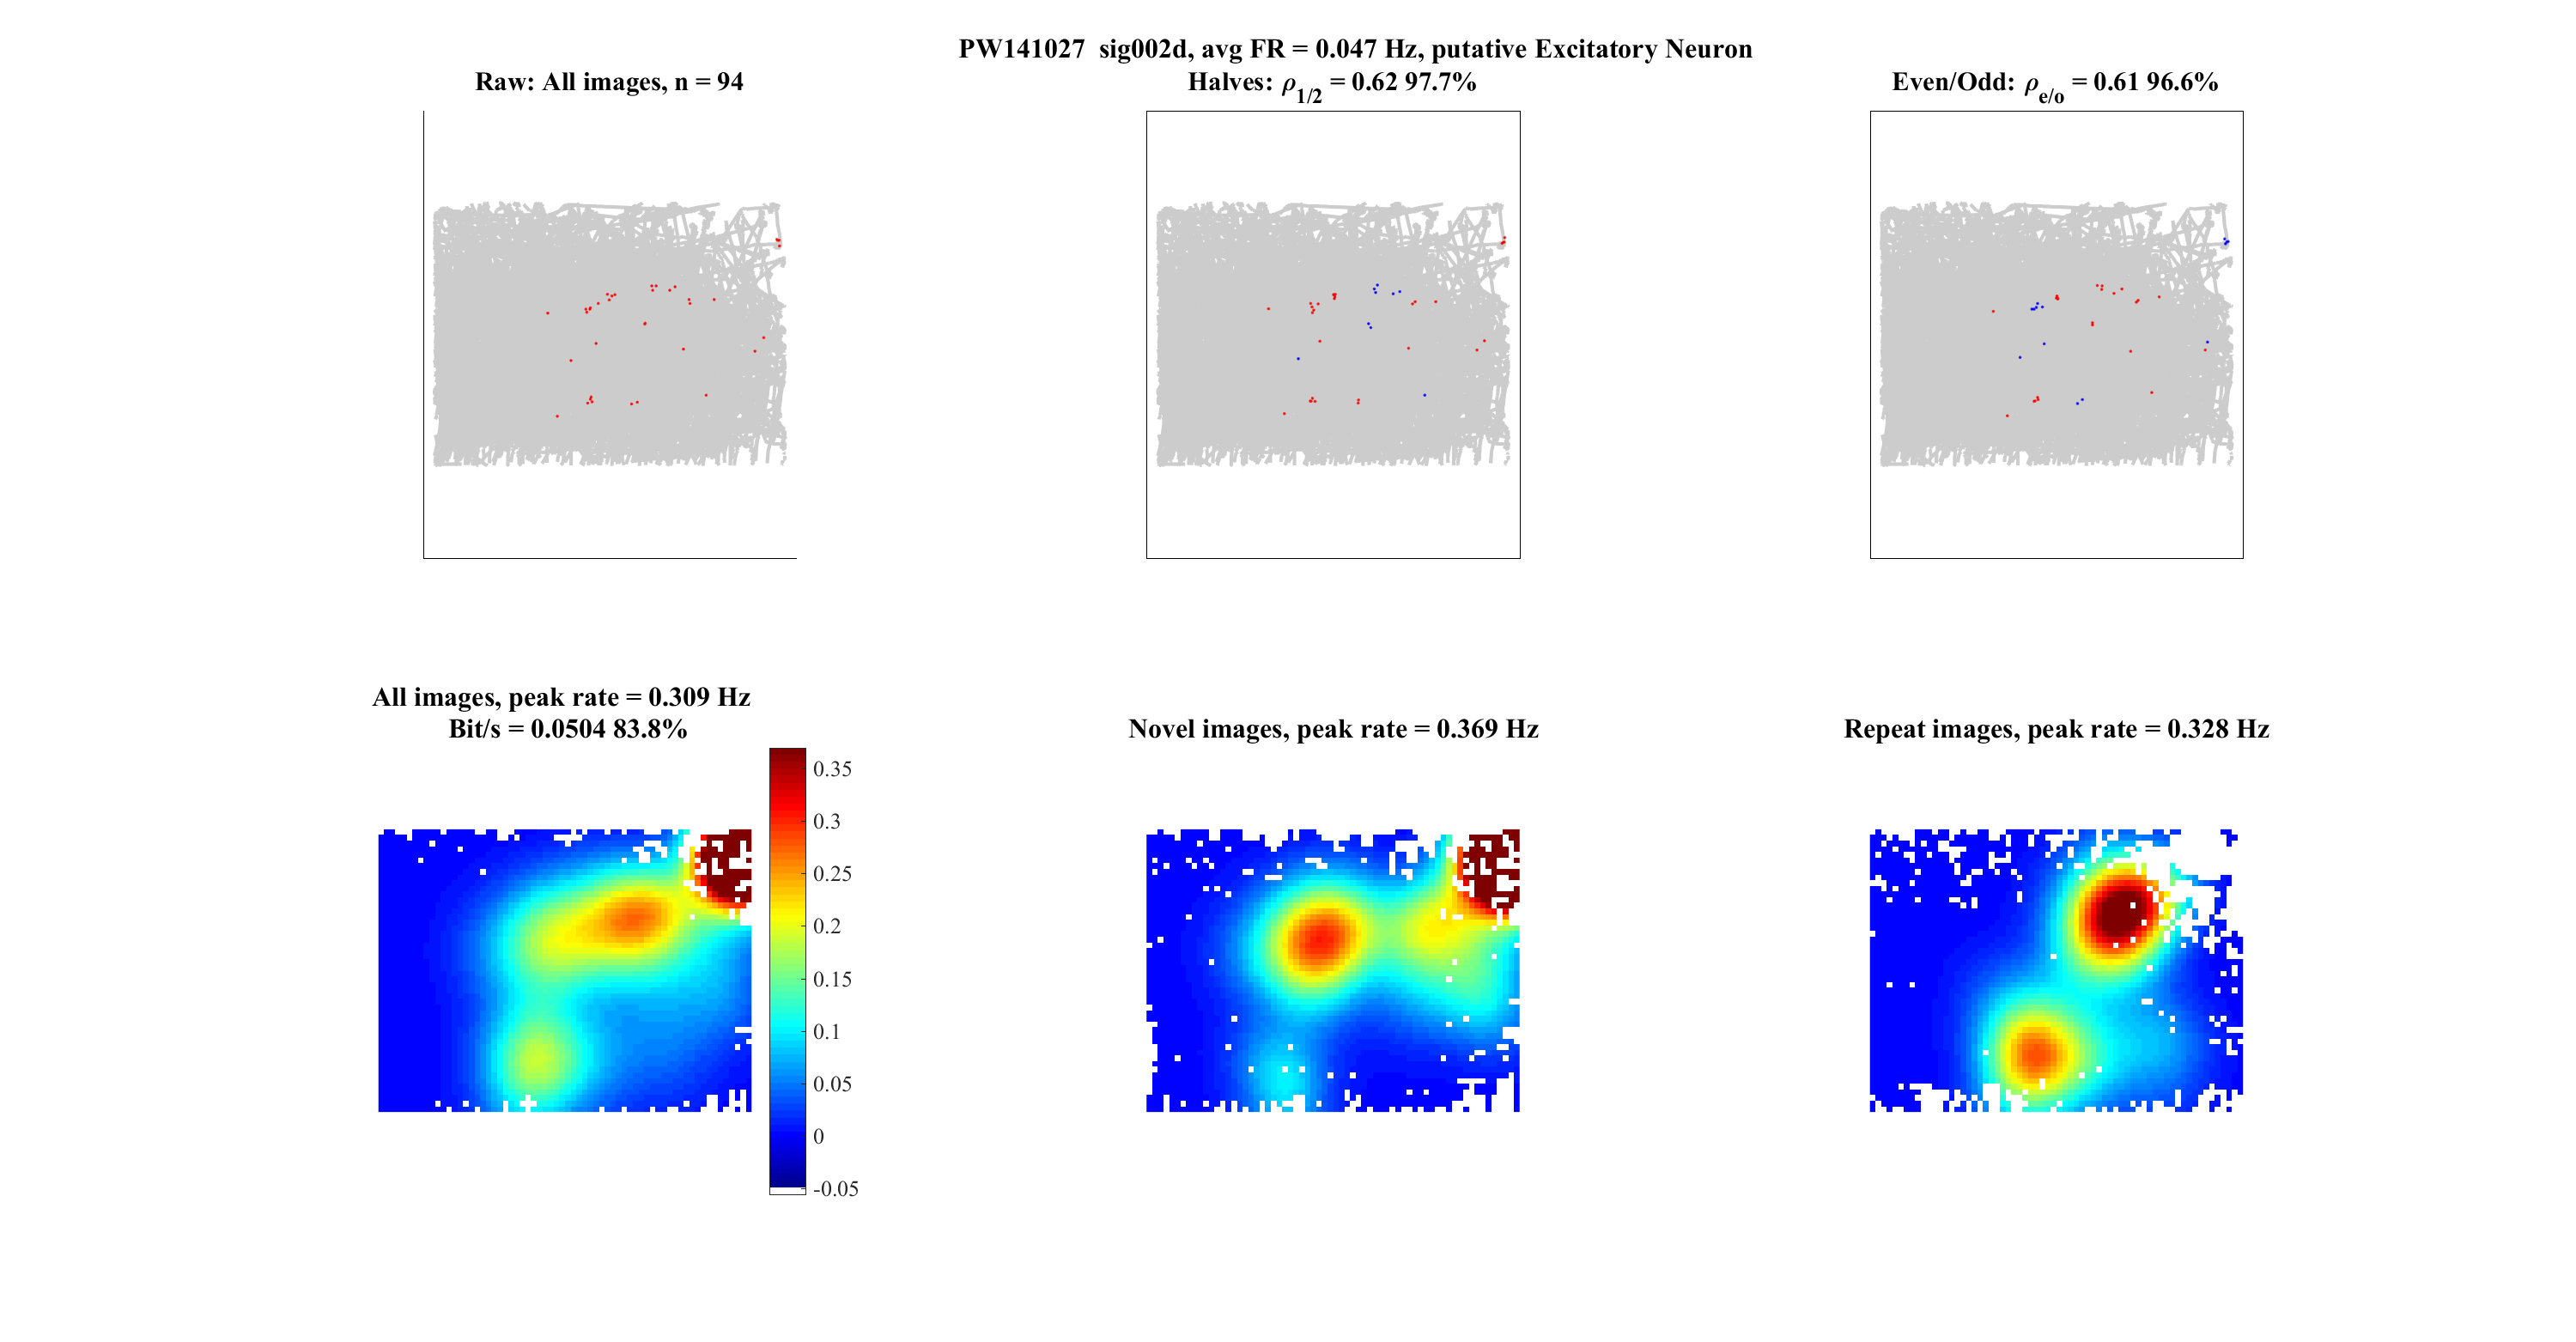 PW141027  sig002d, avg FR = 0.047 Hz, putative Excitatory Neuron
Raw: All images, n = 94
Halves: ρ1/2 = 0.62 97.7%
Even/Odd: ρe/o = 0.61 96.6%
All images, peak rate = 0.309 Hz
Bit/s = 0.0504 83.8%
Novel images, peak rate = 0.369 Hz
Repeat images, peak rate = 0.328 Hz
0.35
0.3
0.25
0.2
0.15
0.1
0.05
0
-0.05